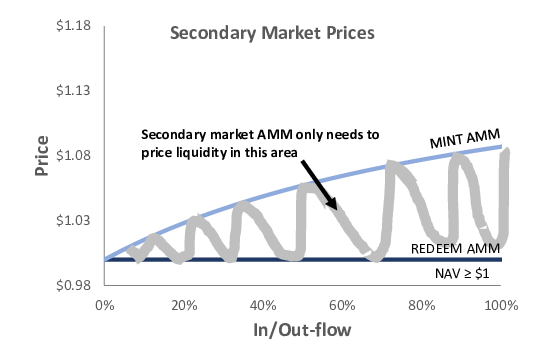 Secondary Market Prices
$1.18
$1.13
$1.08
$1.03
$0.98
Price
Secondary market AMM only needs to
price liquidity in this area
MINT AMM
REDEEM AMM
NAV ≥ $1
0%
20%
40%
60%
80%
100%
In/Out-flow